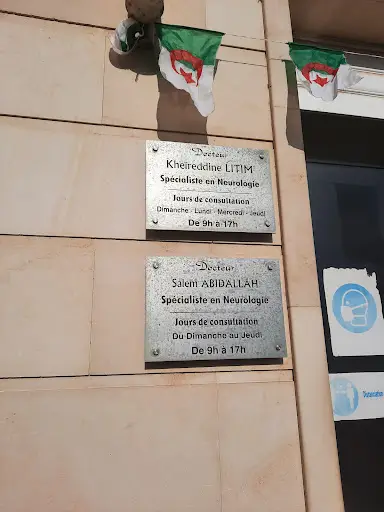 Docteur
Kheireddine LITIM
Spécialiste en Neurologie
Jours de consultation
Dimanche - Lundi - Mercredi - Jeudi
De 9h à 17h
Docteur
Salem ABIDALLAH
Spécialiste en Neurologie
Jours de consultation
Du Dimanche au Jeudi
De 9h à 17h